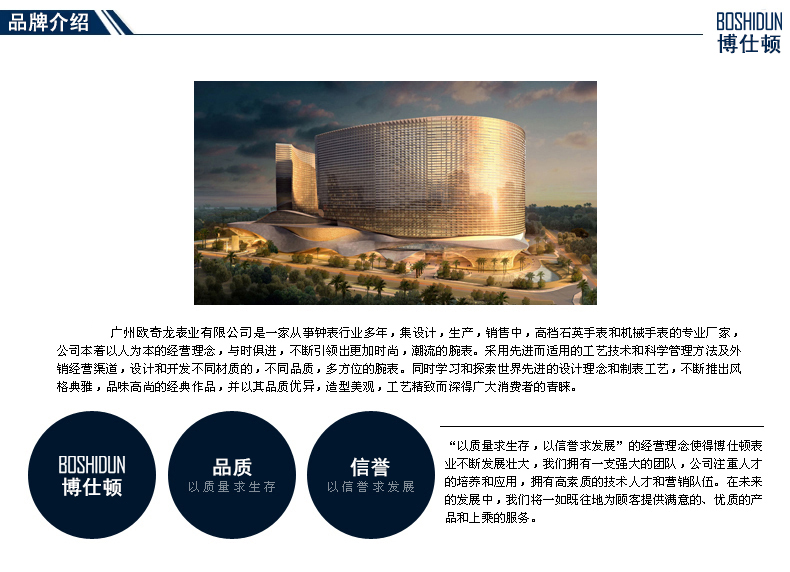 品牌介绍
BOSHIDUN
博仕顿
广州欧奇龙表业有限公司是一家从事钟表行业多年，集设计，生产，销售中，高档石英手表和机械手表的专业厂家，
公司本着以人为本的经营理念，与时俱进，不断引领出更加时尚，潮流的腕表。采用先进而适用的工艺技术和科学管理方法及外
销经营渠道，设计和开发不同材质的，不同品质，多方位的腕表。同时学习和探索世界先进的设计理念和制表工艺，不断推出风
格典雅，品味高尚的经典作品，并以其品质优异，造型美观，工艺精致而深得广大消费者的青睐。
BOSHIDUN
博仕顿
品质
以质量求生存
信誉
以信誉求发展
“以质量求生存，以信誉求发展”的经营理念使得博仕顿表
业不断发展壮大，我们拥有一支强大的团队，公司注重人才
的培养和应用，拥有高素质的技术人才和营销队伍。在未来
的发展中，我们将一如既往地为顾客提供满意的、优质的产
品和上乘的服务。